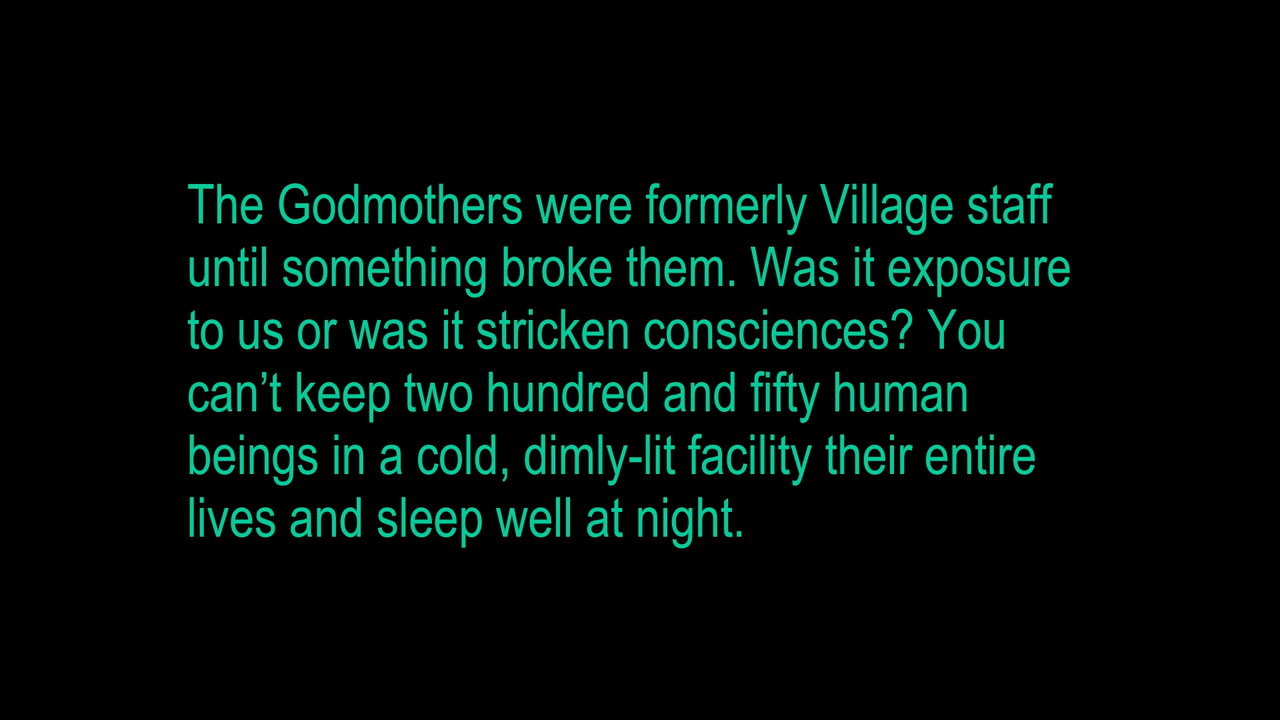 The Godmothers were formerly Village staff
until something broke them. Was it exposure
to us or was it stricken consciences? You
can’t keep two hundred and fifty human
beings in a cold, dimly-lit facility their entire
lives and sleep well at night.